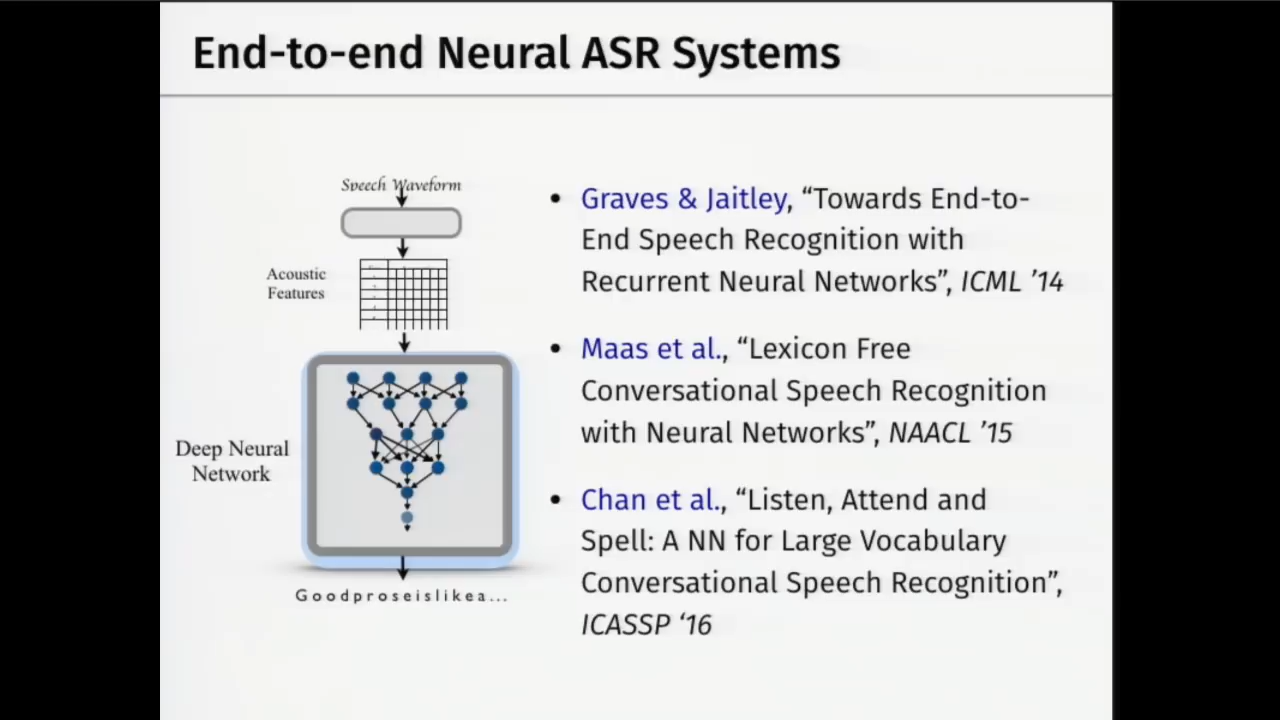 End-to-end Neural ASR Systems
Speech Waveform
Acoustic
Features
Deep Neural
Network
Goodproseislikea...
• Graves & Jaitley, “Towards End-to-
End Speech Recognition with
Recurrent Neural Networks”, ICML ’14
• Maas et al., “Lexicon Free
Conversational Speech Recognition
with Neural Networks”, NAACL ’15
• Chan et al., “Listen, Attend and
Spell: A NN for Large Vocabulary
Conversational Speech Recognition”,
ICASSP ‘16